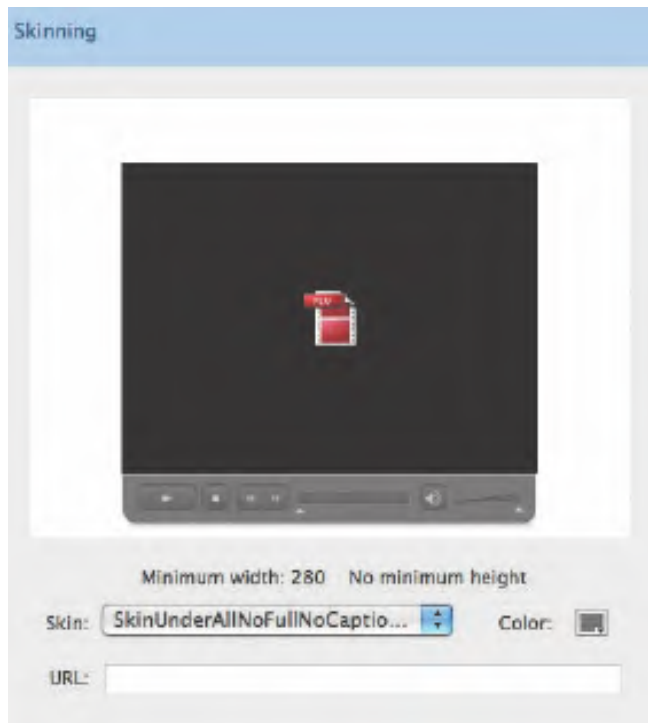 Skinning
FLV
Minimum width: 280 No minimum height
Skin: SkinUnderAllNoFullNoCaptio... Color:
URL: